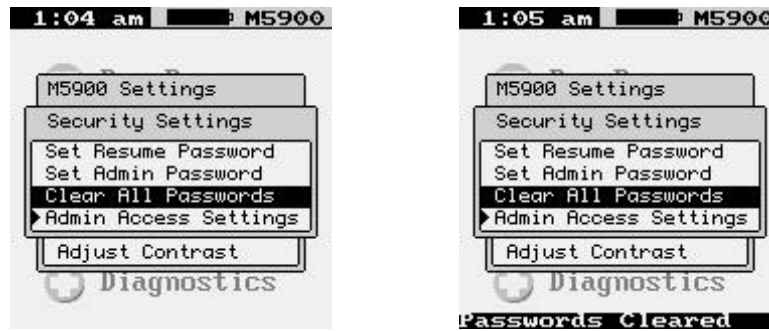 1:04 am M5900
M5900 Settings
Security Settings
Set Resume Password
Set Admin Password
Clear All Passwords
Admin Access Settings
Adjust Contrast
Diagnostics
1:05 am M5900
M5900 Settings
Security Settings
Set Resume Password
Set Admin Password
Clear All Passwords
Admin Access Settings
Adjust Contrast
Diagnostics
Passwords Cleared